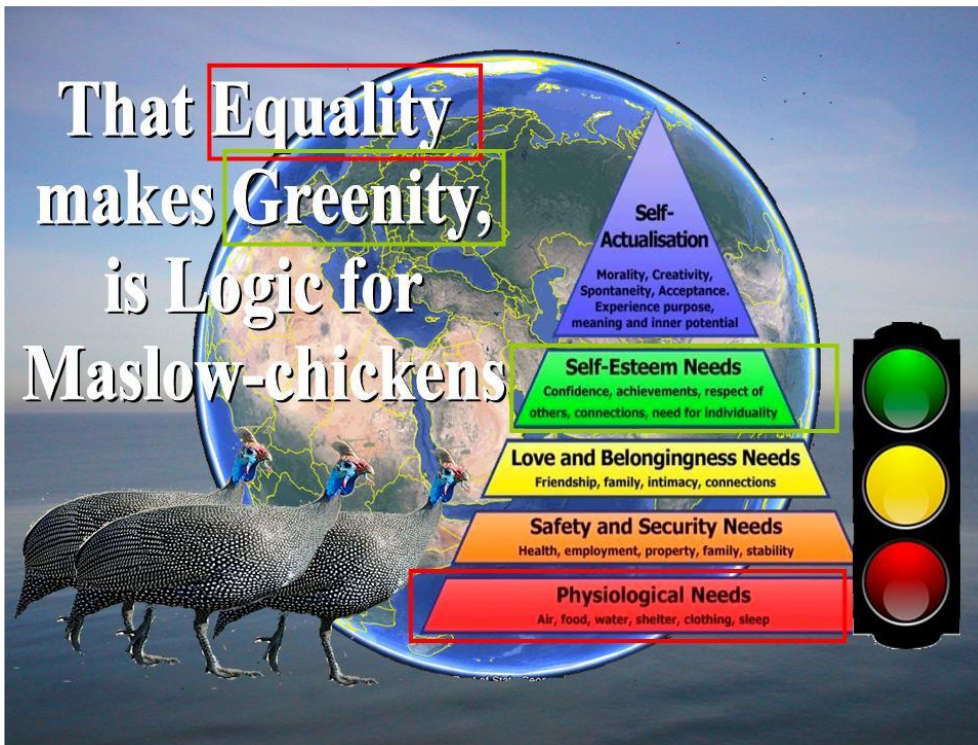 That Equality
makes Greenity,
is Logic for
Maslow-chickens
Self-
Actualisation
Morality, Creativity,
Spontaneity, Acceptance.
Experience purpose,
meaning and inner potential
Self-Esteem Needs
Confidence, achievements, respect of
others, connections, need for individuality
Love and Belongingness Needs
Friendship, family, intimacy, connections
Safety and Security Needs
Health, employment, property, family, stability
Physiological Needs
Air, food, water, shelter, clothing, sleep